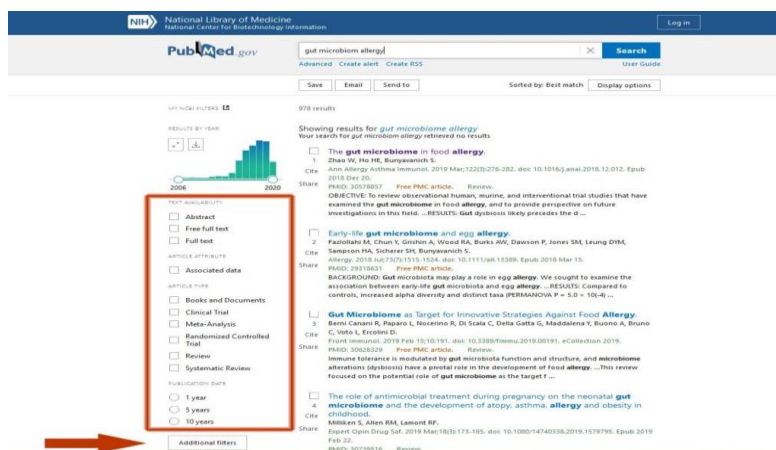 NIH National Library of Medicine
National Center for Biotechnology Information
Log in
PubMed.gov
gut microbiom allergy
Search
Advanced Create alert Create RSS
User Guide
Save Email Send to
Sorted by: Best match
Display options
MY NCBI FILTERS
978 results
RESULTS BY YEAR
2006 2020
TEXT AVAILABILITY
Abstract
Free full text
Full text
ARTICLE ATTRIBUTE
Associated data
ARTICLE TYPE
Books and Documents
Clinical Trial
Meta-Analysis
Randomized Controlled
Trial
Review
Systematic Review
PUBLICATION DATE
1 year
5 years
10 years
Additional filters
Showing results for gut microbiome allergy
Your search for gut microbiom allergy retrieved no results
The gut microbiome in food allergy.
1 Zhao W, Ho HE, Bunyavanich S.
Cite Ann Allergy Asthma Immunol. 2019 Mar;122(3):276-282. doi: 10.1016/j.anai.2018.12.012. Epub
2018 Dec 20.
Share PMID: 30578857 Free PMC article. Review.
OBJECTIVE: To review observational human, murine, and interventional trial studies that have
examined the gut microbiome in food allergy, and to provide perspective on future
investigations in this field. ...RESULTS: Gut dysbiosis likely precedes the d ...
Early-life gut microbiome and egg allergy.
2 Fazlollahi M, Chun Y, Grishin A, Wood RA, Burks AW, Dawson P, Jones SM, Leung DYM,
Cite Sampson HA, Sicherer SH, Bunyavanich S.
Allergy. 2018 Jul;73(7):1515-1524. doi: 10.1111/all.13389. Epub 2018 Mar 15.
Share PMID: 29318631 Free PMC article.
BACKGROUND: Gut microbiota may play a role in egg allergy. We sought to examine the
association between early-life gut microbiota and egg allergy. ...RESULTS: Compared to
controls, increased alpha diversity and distinct taxa (PERMANOVA P = 5.0 × 10(-4) ...
Gut Microbiome as Target for Innovative Strategies Against Food Allergy.
3 Berni Canani R, Paparo L, Nocerino R, Di Scala C, Della Gatta G, Maddalena Y, Buono A, Bruno
Cite C, Voto L, Ercolini D.
Front Immunol. 2019 Feb 15;10:191. doi: 10.3389/fimmu.2019.00191. eCollection 2019.
Share PMID: 30828329 Free PMC article. Review.
Immune tolerance is modulated by gut microbiota function and structure, and microbiome
alterations (dysbiosis) have a pivotal role in the development of food allergy. ...This review
focused on the potential role of gut microbiome as the target f ...
The role of antimicrobial treatment during pregnancy on the neonatal gut
4 microbiome and the development of atopy, asthma, allergy and obesity in
childhood.
Cite Milliken S, Allen RM, Lamont RF.
Share Expert Opin Drug Saf. 2019 Mar;18(3):173-185. doi: 10.1080/14740338.2019.1579795. Epub 2019
Feb 22.
PMID: 30739516 Review.